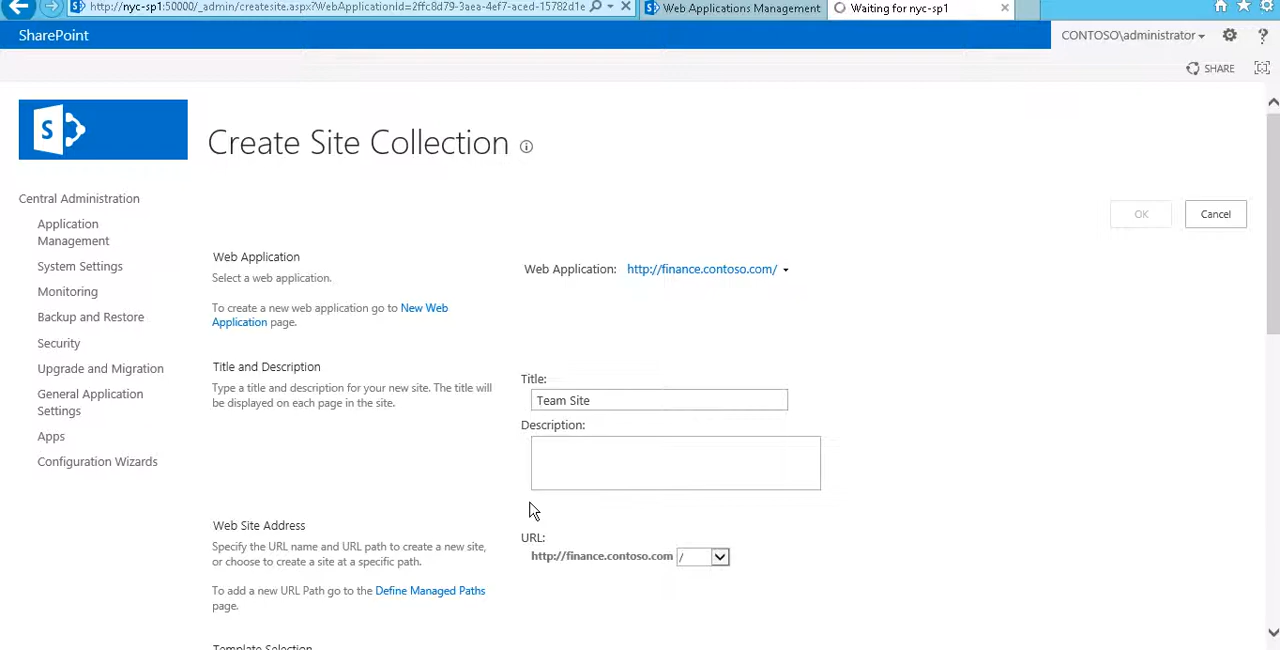 http://nyc-sp1:50000/_admin/createsite.aspx?WebApplicationId=2ffc8d79-3aea-4ef7-aced-15782d1e
Web Applications Management
Waiting for nyc-sp1
SharePoint
CONTOSO\administrator
?
SHARE
S
Create Site Collection
i
Central Administration
Application
Management
System Settings
Monitoring
Backup and Restore
Security
Upgrade and Migration
General Application
Settings
Apps
Configuration Wizards
OK
Cancel
Web Application
Select a web application.
To create a new web application go to New Web
Application page.
Web Application: http://finance.contoso.com/
Title and Description
Type a title and description for your new site. The title will
be displayed on each page in the site.
Title:
Team Site
Description:
Web Site Address
Specify the URL name and URL path to create a new site,
or choose to create a site at a specific path.
To add a new URL Path go to the Define Managed Paths
page.
URL:
http://finance.contoso.com /
Template Selection